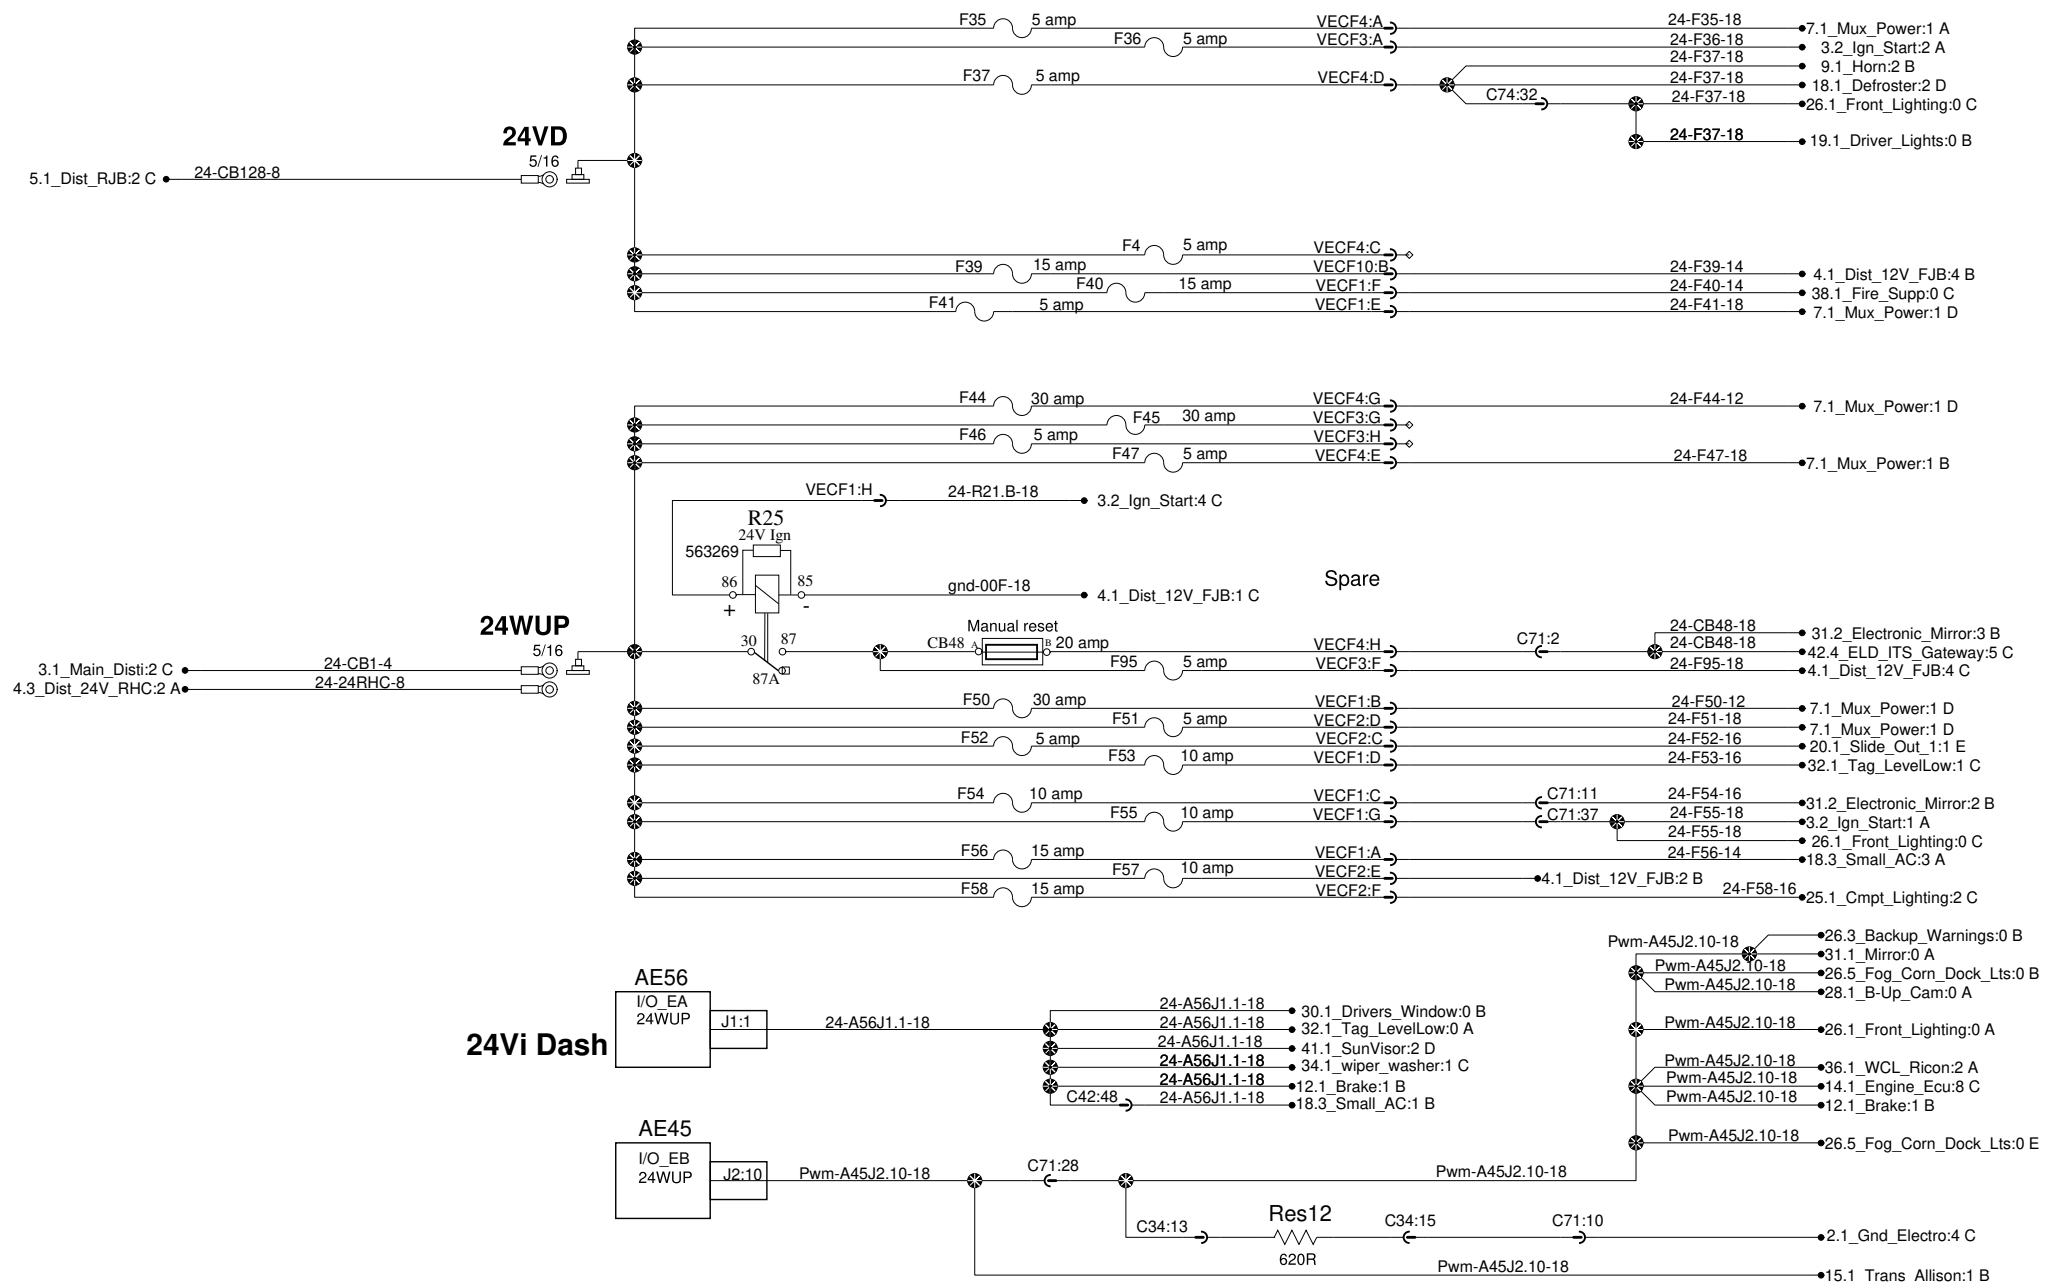 F35 5 amp VECF4:A 24-F35-18 7.1_Mux_Power:1 A
F36 5 amp VECF3:A 24-F36-18 3.2_Ign_Start:2 A
24-F37-18 9.1_Horn:2 B
F37 5 amp VECF4:D 24-F37-18 18.1_Defroster:2 D
C74:32 24-F37-18 26.1_Front_Lighting:0 C
24VD
24-F37-18 19.1_Driver_Lights:0 B
5/16
5.1_Dist_RJB:2 C 24-CB128-8
F4 5 amp VECF4:C
F39 15 amp VECF10:B 24-F39-14 4.1_Dist_12V_FJB:4 B
F40 15 amp VECF1:F 24-F40-14 38.1_Fire_Supp:0 C
F41 5 amp VECF1:E 24-F41-18 7.1_Mux_Power:1 D
F44 30 amp VECF4:G 24-F44-12 7.1_Mux_Power:1 D
F45 30 amp VECF3:G
F46 5 amp VECF3:H
F47 5 amp VECF4:E 24-F47-18 7.1_Mux_Power:1 B
VECF1:H 24-R21.B-18 3.2_Ign_Start:4 C
R25
24V Ign
563269
86 85 gnd-00F-18 4.1_Dist_12V_FJB:1 C
+ -
Spare
24WUP
5/16
30 87
87A
Manual reset
CB48 A B 20 amp VECF4:H C71:2
24-CB48-18 31.2_Electronic_Mirror:3 B
24-CB48-18 42.4_ELD_ITS_Gateway:5 C
F95 5 amp VECF3:F 24-F95-18 4.1_Dist_12V_FJB:4 C
3.1_Main_Disti:2 C 24-CB1-4
4.3_Dist_24V_RHC:2 A 24-24RHC-8
F50 30 amp VECF1:B 24-F50-12 7.1_Mux_Power:1 D
F51 5 amp VECF2:D 24-F51-18 7.1_Mux_Power:1 D
F52 5 amp VECF2:C 24-F52-16 20.1_Slide_Out_1:1 E
F53 10 amp VECF1:D 24-F53-16 32.1_Tag_LevelLow:1 C
F54 10 amp VECF1:C C71:11 24-F54-16 31.2_Electronic_Mirror:2 B
F55 10 amp VECF1:G C71:37 24-F55-18 3.2_Ign_Start:1 A
24-F55-18 26.1_Front_Lighting:0 C
F56 15 amp VECF1:A 24-F56-14 18.3_Small_AC:3 A
F57 10 amp VECF2:E 4.1_Dist_12V_FJB:2 B
F58 15 amp VECF2:F 24-F58-16 25.1_Cmpt_Lighting:2 C
26.3_Backup_Warnings:0 B
Pwm-A45J2.10-18 31.1_Mirror:0 A
Pwm-A45J2.10-18 26.5_Fog_Corn_Dock_Lts:0 B
Pwm-A45J2.10-18 28.1_B-Up_Cam:0 A
Pwm-A45J2.10-18 26.1_Front_Lighting:0 A
Pwm-A45J2.10-18 36.1_WCL_Ricon:2 A
Pwm-A45J2.10-18 14.1_Engine_Ecu:8 C
Pwm-A45J2.10-18 12.1_Brake:1 B
Pwm-A45J2.10-18 26.5_Fog_Corn_Dock_Lts:0 E
AE56
I/O_EA
24WUP
J1:1 24-A56J1.1-18
24Vi Dash
24-A56J1.1-18 30.1_Drivers_Window:0 B
24-A56J1.1-18 32.1_Tag_LevelLow:0 A
24-A56J1.1-18 41.1_SunVisor:2 D
24-A56J1.1-18 34.1_wiper_washer:1 C
24-A56J1.1-18 12.1_Brake:1 B
C42:48 24-A56J1.1-18 18.3_Small_AC:1 B
AE45
I/O_EB
24WUP
J2:10 Pwm-A45J2.10-18 C71:28 Pwm-A45J2.10-18
C34:13 Res12 C34:15 C71:10 2.1_Gnd_Electro:4 C
620R
Pwm-A45J2.10-18 15.1_Trans_Allison:1 B